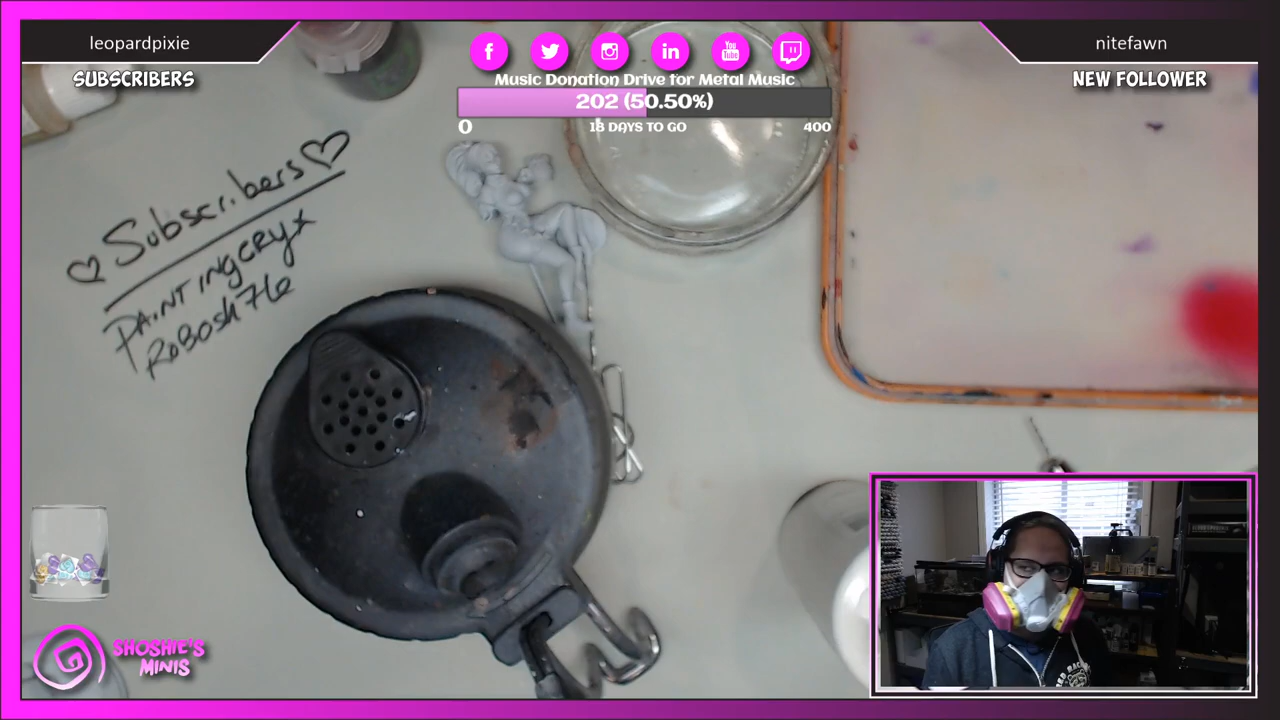 leopardpixie
SUBSCRIBERS
Music Donation Drive for Metal Music
202 (50.50%)
0
18 DAYS TO GO
400
nitefawn
NEW FOLLOWER
Subscribers
PAINTINGCRYX
ROBOSH76
SHOSHIE'S
MINIS